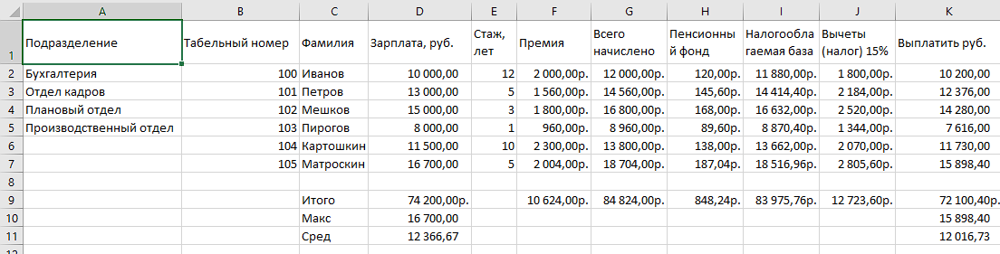 A B C D E F G H I J K
1 Подразделение Табельный номер Фамилия Зарплата, руб. Стаж, лет Премия Всего начислено Пенсионный фонд Налогооблагаемая база Вычеты (налог) 15% Выплатить руб.
2 Бухгалтерия 100 Иванов 10 000,00 12 2 000,00р. 12 000,00р. 120,00р. 11 880,00р. 1 800,00р. 10 200,00
3 Отдел кадров 101 Петров 13 000,00 5 1 560,00р. 14 560,00р. 145,60р. 14 414,40р. 2 184,00р. 12 376,00
4 Плановый отдел 102 Мешков 15 000,00 3 1 800,00р. 16 800,00р. 168,00р. 16 632,00р. 2 520,00р. 14 280,00
5 Производственный отдел 103 Пирогов 8 000,00 1 960,00р. 8 960,00р. 89,60р. 8 870,40р. 1 344,00р. 7 616,00
6 104 Картошкин 11 500,00 10 2 300,00р. 13 800,00р. 138,00р. 13 662,00р. 2 070,00р. 11 730,00
7 105 Матроскин 16 700,00 5 2 004,00р. 18 704,00р. 187,04р. 18 516,96р. 2 805,60р. 15 898,40
8
9 Итого 74 200,00р. 10 624,00р. 84 824,00р. 848,24р. 83 975,76р. 12 723,60р. 72 100,40р.
10 Макс 16 700,00 15 898,40
11 Сред 12 366,67 12 016,73